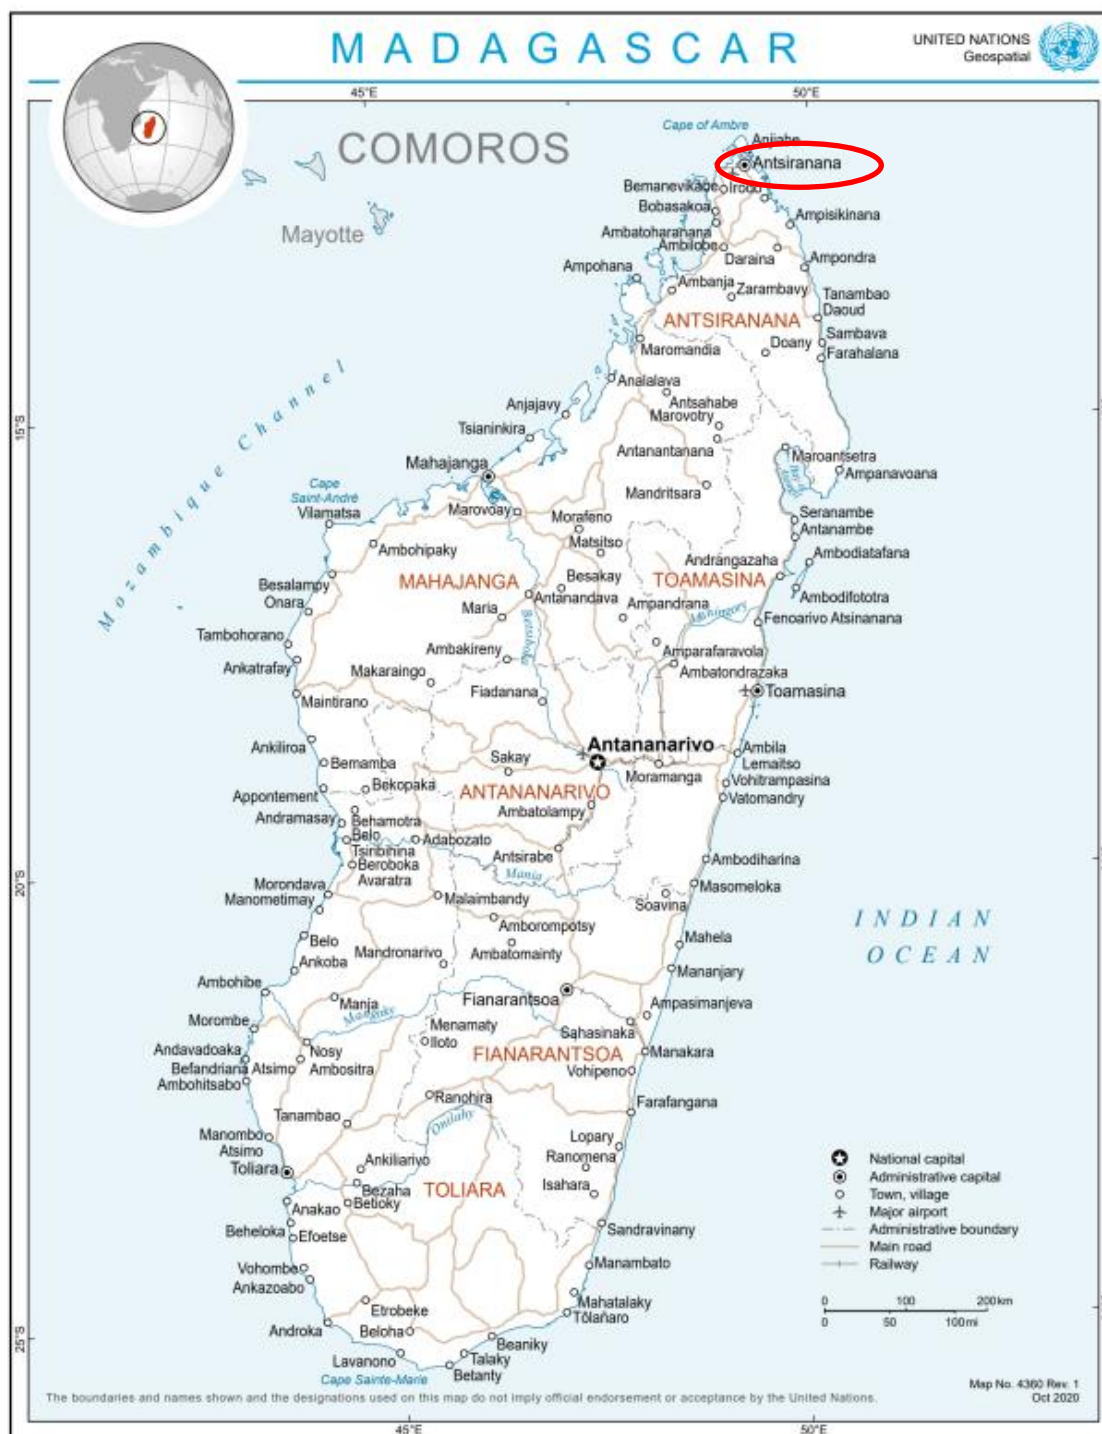 MADAGASCAR
UNITED NATIONS
Geospatial
45°E
50°E
Cape of Ambre
Anjiabe
COMOROS
Antsiranana
Bemanevikabe
Irodo
Bobasakoa
Ampisikinana
Mayotte
Ambatoharanana
Ambilobe
Daraina
Ampondra
Ampohana
Ambanja
Zarambavy
Tanambao
Daoud
ANTSIRANANA
Sambava
Doany
Maromandia
Farahalana
Analalava
Antsahabe
Anjajavy
Marovotry
15°S
Tsianinkira
Antanantanana
Maroantsetra
Mahajanga
Ampanavoana
Cape
Saint-André
Mandritsara
Vilamatsa
Marovoay
Morafeno
Seranambe
Antanambe
Matsitso
Ambohipaky
Andrangazaha
Ambodiatafana
Mozambique Channel
Besalampy
MAHAJANGA
Besakay
TOAMASINA
Onara
Antanandava
Ambodifototra
Maria
Ampandrana
Fenoarivo Atsinanana
Betsiboka
Tambohorano
Amparafaravola
Ambakireny
Ankatrafay
Makaraingo
Ambatondrazaka
Fiadanana
Toamasina
Maintirano
Ankiliroa
Antananarivo
Ambila
Lemaitso
Bemamba
Sakay
Moramanga
Vohitrampasina
Bekopaka
ANTANANARIVO
Appontement
Vatomandry
Ambatolampy
Andramasay
Behamotra
Belo
Tsiribihina
Adabozato
Antsirabe
Beroboka
Avaratra
Mania
Ambodiharina
20°S
Morondava
Masomeloka
Manometimay
Malaimbandy
Soavina
INDIAN
OCEAN
Amborompotsy
Belo
Mahela
Mandronarivo
Ambatomainty
Ankoba
Mananjary
Ambohibe
Manja
Fianarantsoa
Ampasimanjeva
Morombe
Menamaty
Iloto
Sahasinaka
Andavadoaka
Nosy
Ambositra
FIANARANTSOA
Manakara
Befandriana Atsimo
Ambohitsabo
Vohipeno
Ranohira
Tanambao
Onilahy
Farafangana
Manombo
Atsimo
Lopary
Ranomena
Toliara
Ankiliarivo
Bezaha
TOLIARA
Isahara
Anakao
Betioky
Beheloka
Efoetse
Sandravinany
Vohombe
Manambato
Ankazoabo
Etrobeke
Mahatalaky
Tôlañaro
Androka
Beloha
Beaniky
25°S
Lavanono
Talaky
Cape Sainte-Marie
Betanty
National capital
Administrative capital
Town, village
Major airport
Administrative boundary
Main road
Railway
0 100 200km
0 50 100mi
The boundaries and names shown and the designations used on this map do not imply official endorsement or acceptance by the United Nations.
Map No. 4360 Rev. 1
Oct 2020
45°E
50°E